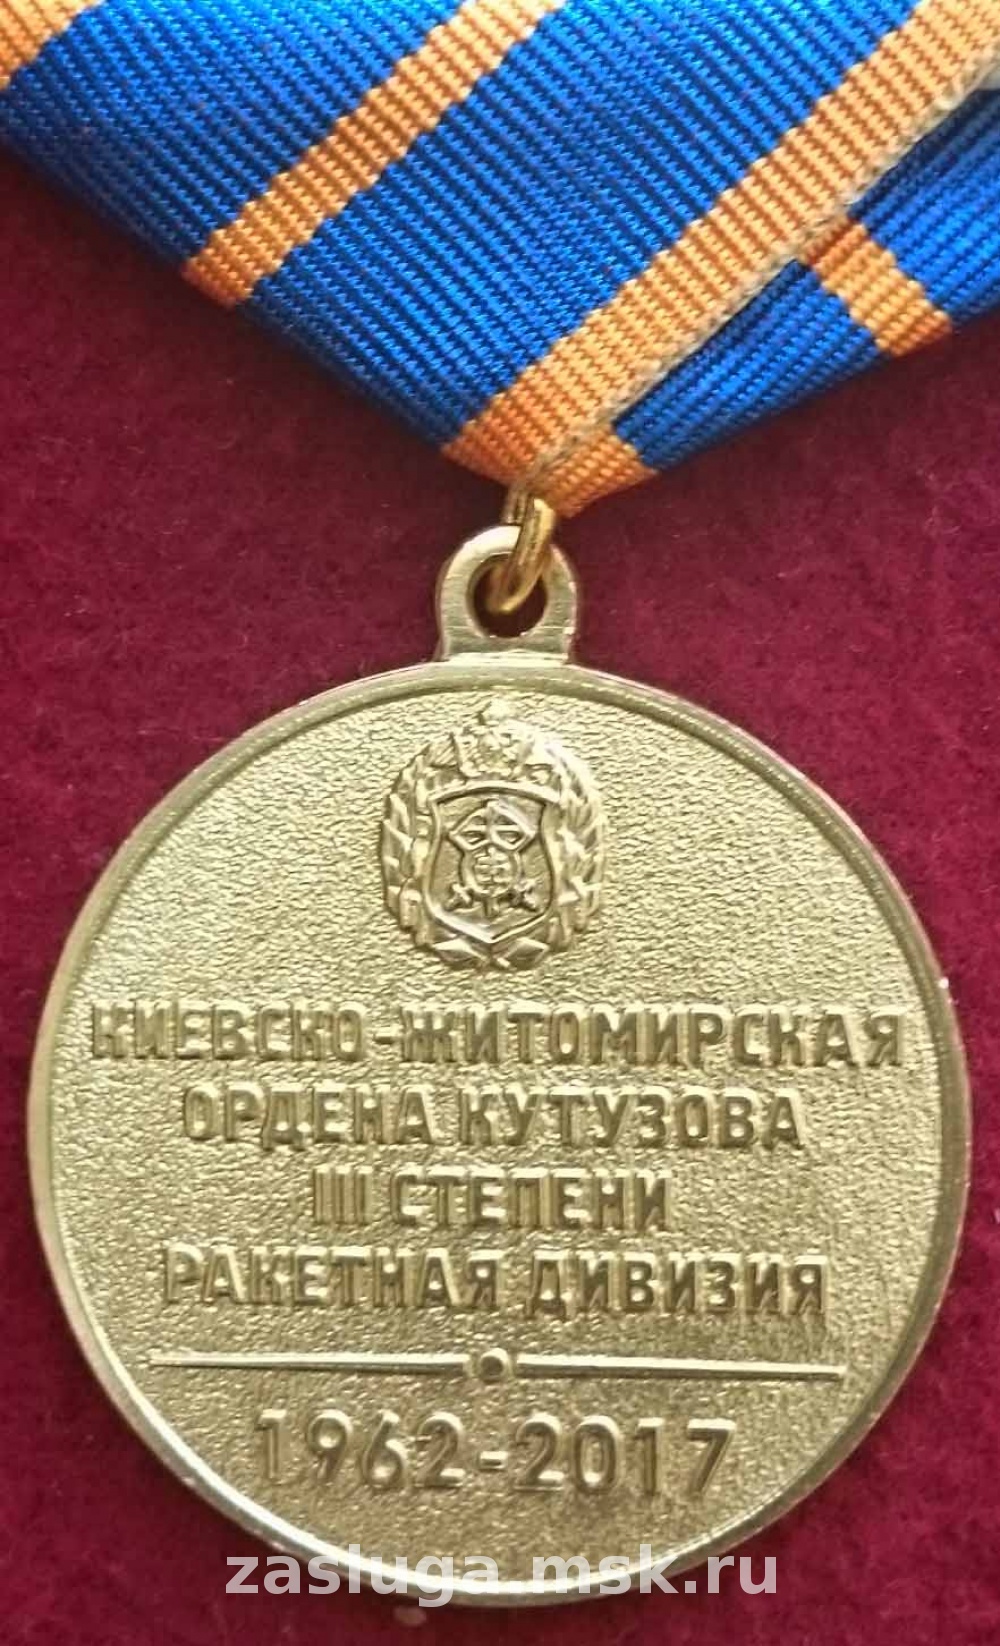 КИЕВСКО-ЖИТОМИРСКАЯ
ОРДЕНА КУТУЗОВА
III СТЕПЕНИ
РАКЕТНАЯ ДИВИЗИЯ
1962-2017
zasluga.msk.ru